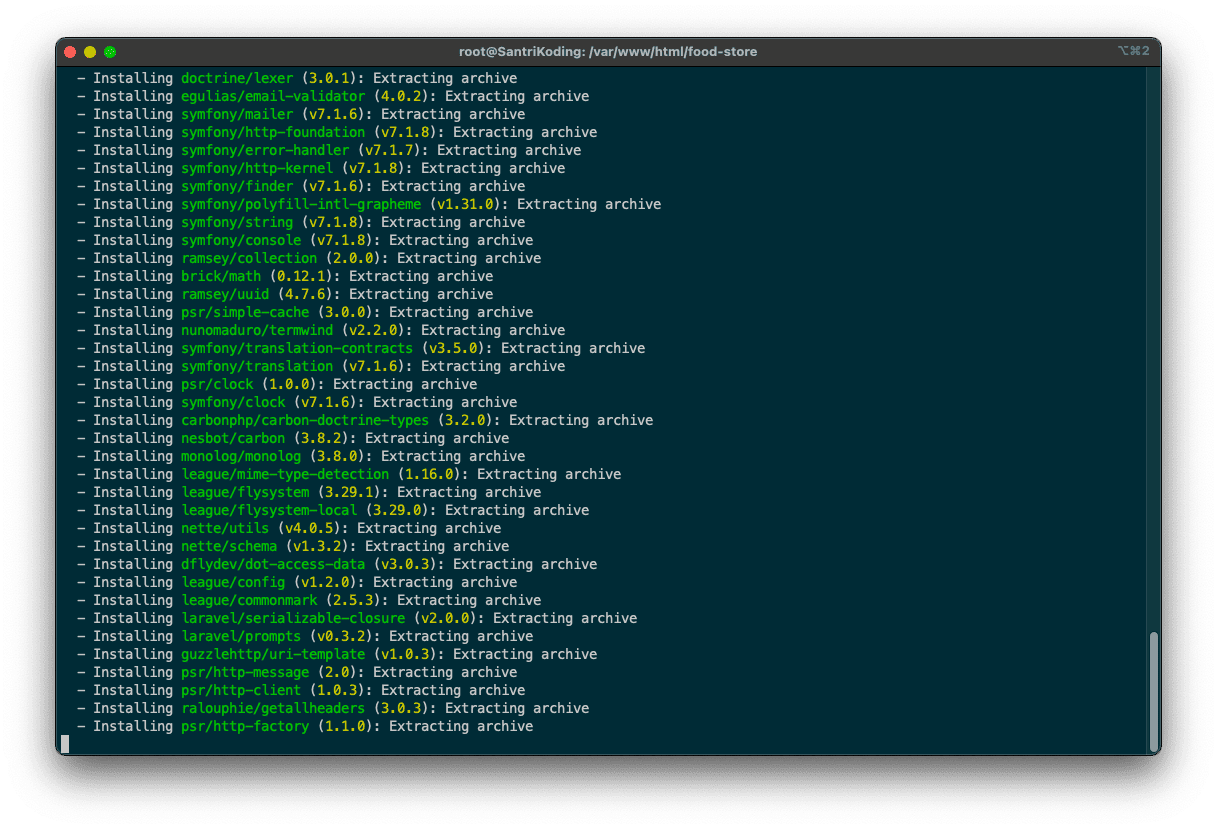 root@SantriKoding: /var/www/html/food-store
⌥⌘2
– Installing doctrine/lexer (3.0.1): Extracting archive
– Installing egulias/email-validator (4.0.2): Extracting archive
– Installing symfony/mailer (v7.1.6): Extracting archive
– Installing symfony/http-foundation (v7.1.8): Extracting archive
– Installing symfony/error-handler (v7.1.7): Extracting archive
– Installing symfony/http-kernel (v7.1.8): Extracting archive
– Installing symfony/finder (v7.1.6): Extracting archive
– Installing symfony/polyfill-intl-grapheme (v1.31.0): Extracting archive
– Installing symfony/string (v7.1.8): Extracting archive
– Installing symfony/console (v7.1.8): Extracting archive
– Installing ramsey/collection (2.0.0): Extracting archive
– Installing brick/math (0.12.1): Extracting archive
– Installing ramsey/uuid (4.7.6): Extracting archive
– Installing psr/simple-cache (3.0.0): Extracting archive
– Installing nunomaduro/termwind (v2.2.0): Extracting archive
– Installing symfony/translation-contracts (v3.5.0): Extracting archive
– Installing symfony/translation (v7.1.6): Extracting archive
– Installing psr/clock (1.0.0): Extracting archive
– Installing symfony/clock (v7.1.6): Extracting archive
– Installing carbonphp/carbon-doctrine-types (3.2.0): Extracting archive
– Installing nesbot/carbon (3.8.2): Extracting archive
– Installing monolog/monolog (3.8.0): Extracting archive
– Installing league/mime-type-detection (1.16.0): Extracting archive
– Installing league/flysystem (3.29.1): Extracting archive
– Installing league/flysystem-local (3.29.0): Extracting archive
– Installing nette/utils (v4.0.5): Extracting archive
– Installing nette/schema (v1.3.2): Extracting archive
– Installing dflydev/dot-access-data (v3.0.3): Extracting archive
– Installing league/config (v1.2.0): Extracting archive
– Installing league/commonmark (2.5.3): Extracting archive
– Installing laravel/serializable-closure (v2.0.0): Extracting archive
– Installing laravel/prompts (v0.3.2): Extracting archive
– Installing guzzlehttp/uri-template (v1.0.3): Extracting archive
– Installing psr/http-message (2.0): Extracting archive
– Installing psr/http-client (1.0.3): Extracting archive
– Installing ralouphie/getallheaders (3.0.3): Extracting archive
– Installing psr/http-factory (1.1.0): Extracting archive